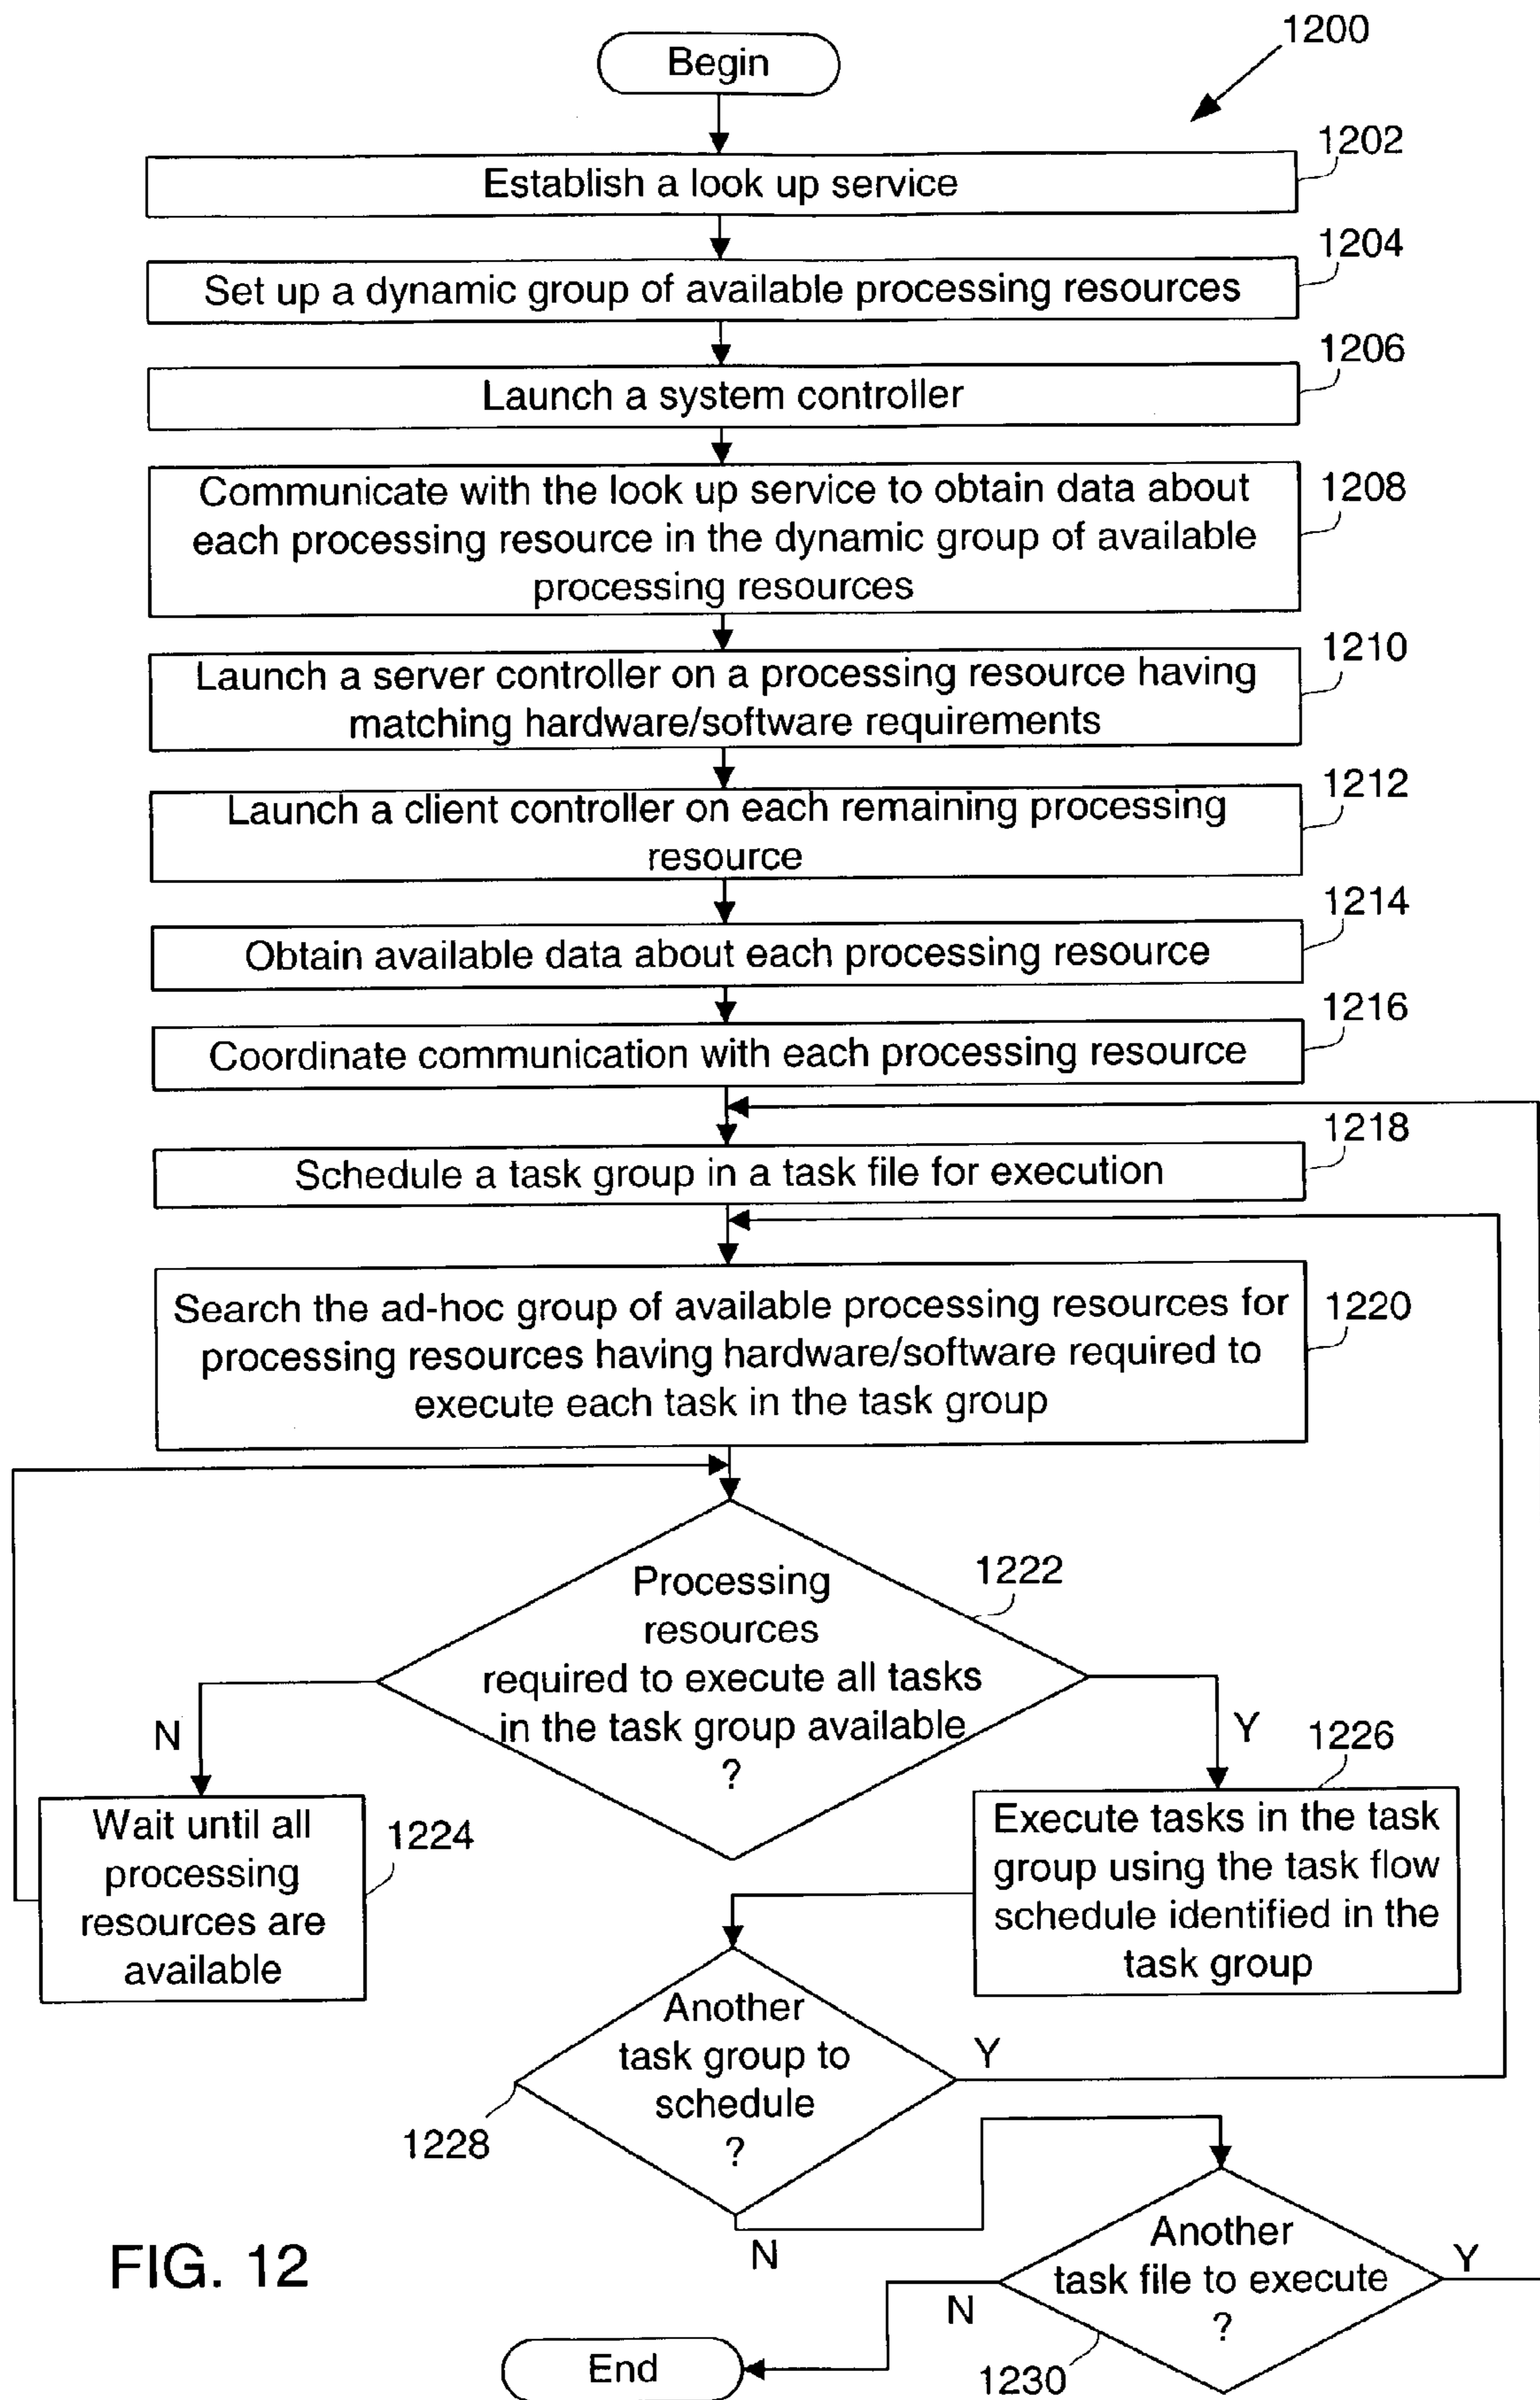 1200
Begin
1202
Establish a look up service
1204
Set up a dynamic group of available processing resources
1206
Launch a system controller
Communicate with the look up service to obtain data about
each processing resource in the dynamic group of available
processing resources
1208
1210
Launch a server controller on a processing resource having
matching hardware/software requirements
1212
Launch a client controller on each remaining processing
resource
1214
Obtain available data about each processing resource
1216
Coordinate communication with each processing resource
1218
Schedule a task group in a task file for execution
Search the ad-hoc group of available processing resources for
processing resources having hardware/software required to
execute each task in the task group
1220
1222
Processing
resources
required to execute all tasks
in the task group available
?
N
Y
1224
Wait until all
processing
resources are
available
1226
Execute tasks in the task
group using the task flow
schedule identified in the
task group
Another
task group to
schedule
?
Y
1228
N
Another
task file to execute
?
Y
N
1230
End
FIG. 12